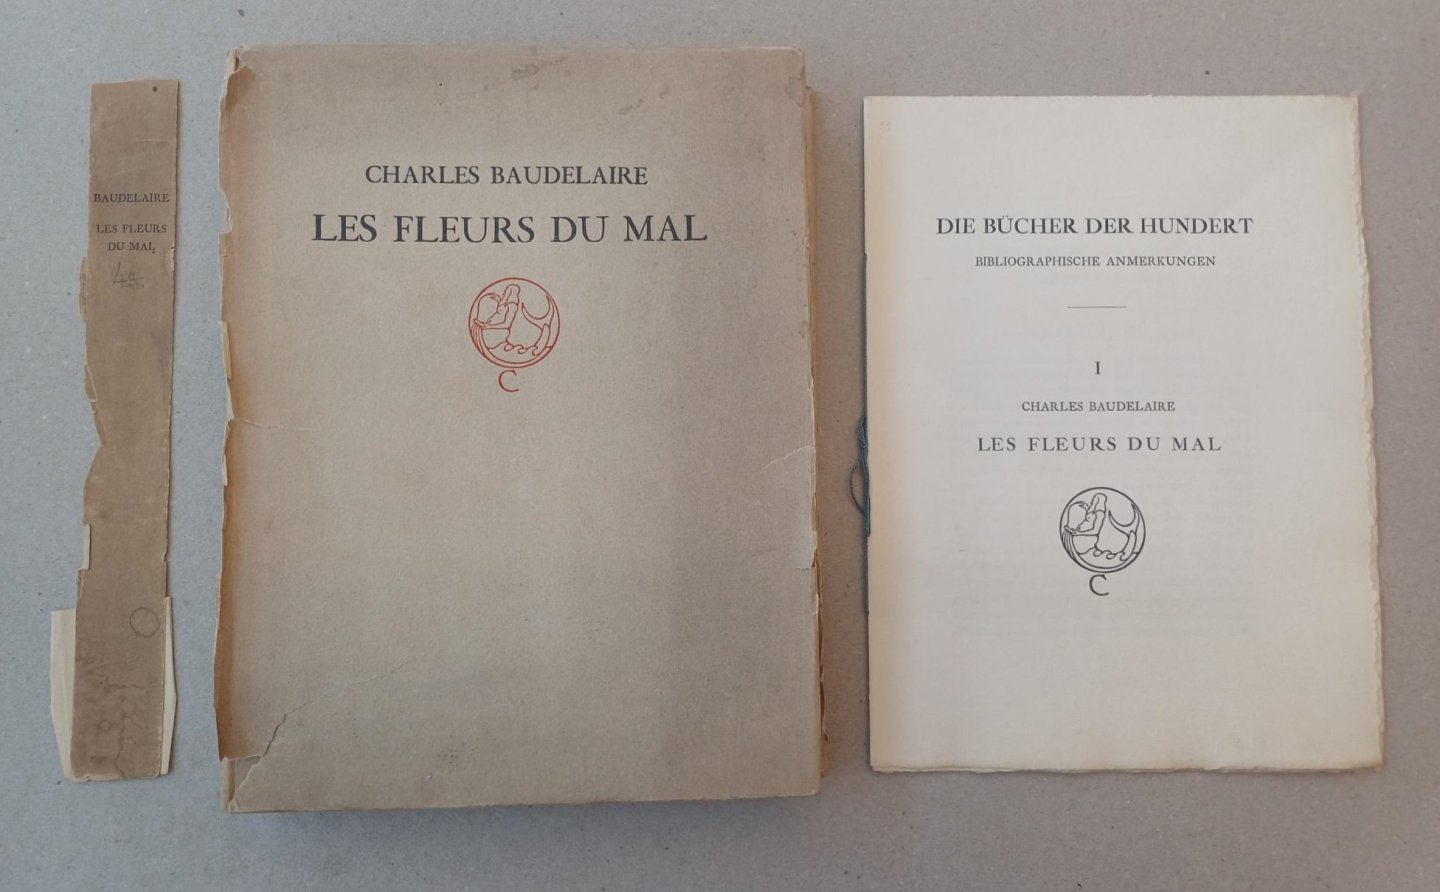 BAUDELAIRE
LES FLEURS
DU MAL
CHARLES BAUDELAIRE
LES FLEURS DU MAL
C
DIE BÜCHER DER HUNDERT
BIBLIOGRAPHISCHE ANMERKUNGEN
I
CHARLES BAUDELAIRE
LES FLEURS DU MAL
C